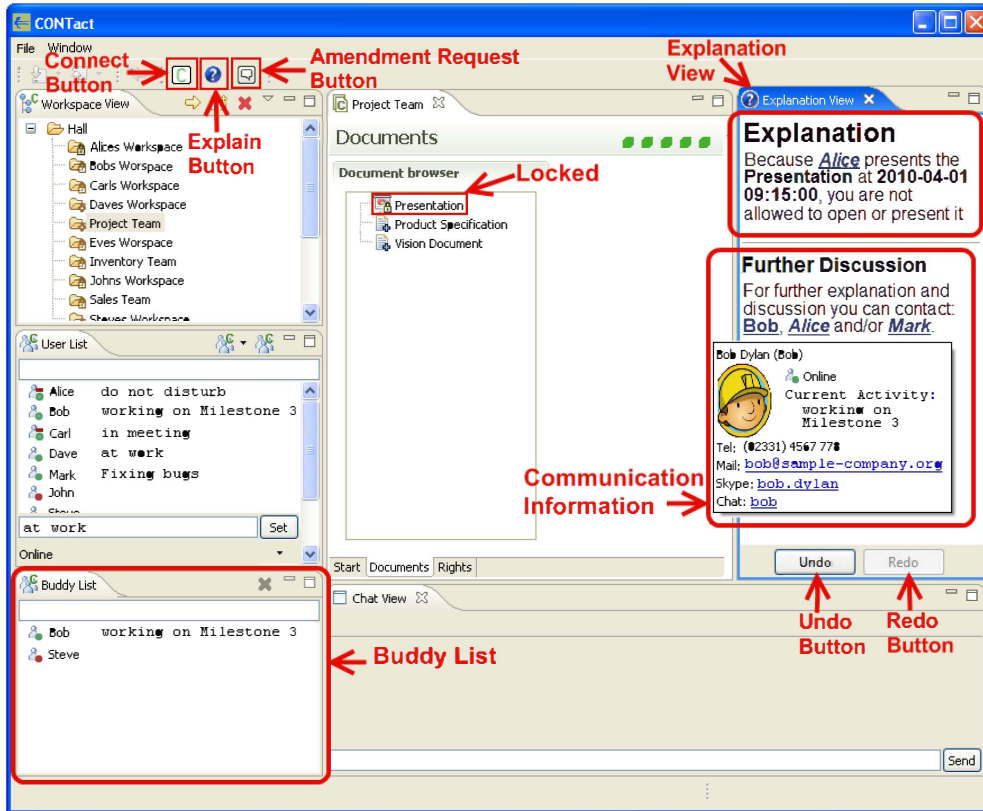 CONTact
File Window
Connect Button
Amendment Request Button
Explain Button
Explanation View
Workspace View
Hall
Alices Workspace
Bobs Worspace
Carls Workspace
Daves Workspace
Project Team
Eves Worspace
Inventory Team
Johns Workspace
Sales Team
Steves Workspace
User List
Alice do not disturb
Bob working on Milestone 3
Carl in meeting
Dave at work
Mark Fixing bugs
John
Steve
at work Set
Online
Buddy List
Bob working on Milestone 3
Steve
Buddy List
Project Team
Documents
Document browser
Locked
Presentation
Product Specification
Vision Document
Start Documents Rights
Chat View
Send
Explanation View
Explanation
Because Alice presents the
Presentation at 2010-04-01
09:15:00, you are not
allowed to open or present it
Further Discussion
For further explanation and
discussion you can contact:
Bob, Alice and/or Mark.
Bob Dylan (Bob)
Online
Current Activity:
working on
Milestone 3
Tel: (02331) 4567 778
Mail: bob@sample-company.org
Skype: bob.dylan
Chat: bob
Communication
Information
Undo Redo
Undo Button
Redo Button